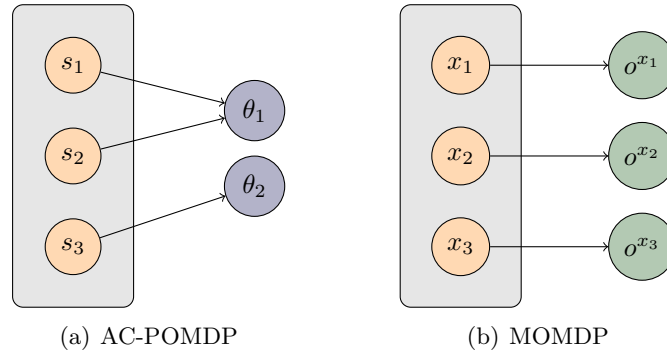 s₁ θ₁ x₁ oˣ¹
s₂ x₂ oˣ²
θ₂
s₃ x₃ oˣ³
(a) AC-POMDP (b) MOMDP